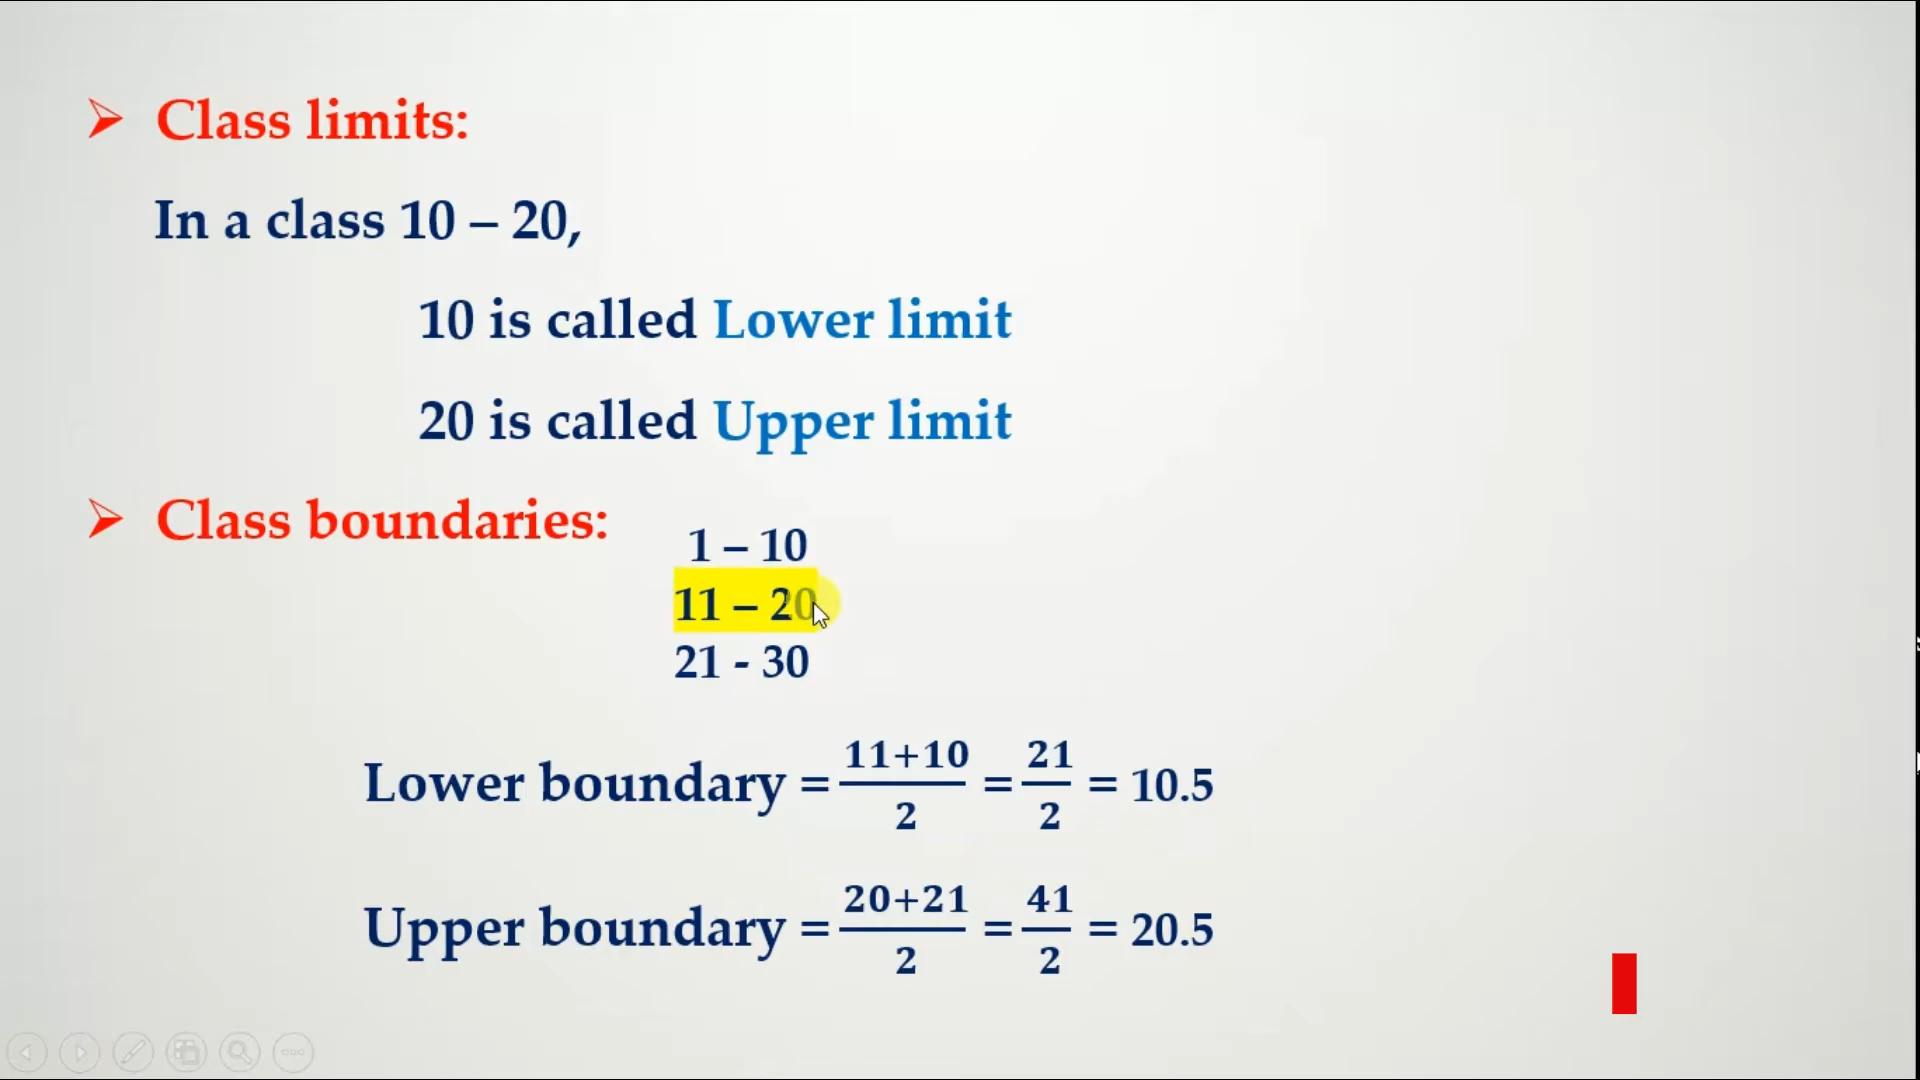 ➢ Class limits:
In a class 10 – 20,
10 is called Lower limit
20 is called Upper limit
➢ Class boundaries:
1 – 10
11 – 20
21 - 30
Lower boundary = 11+10/2 = 21/2 = 10.5
Upper boundary = 20+21/2 = 41/2 = 20.5